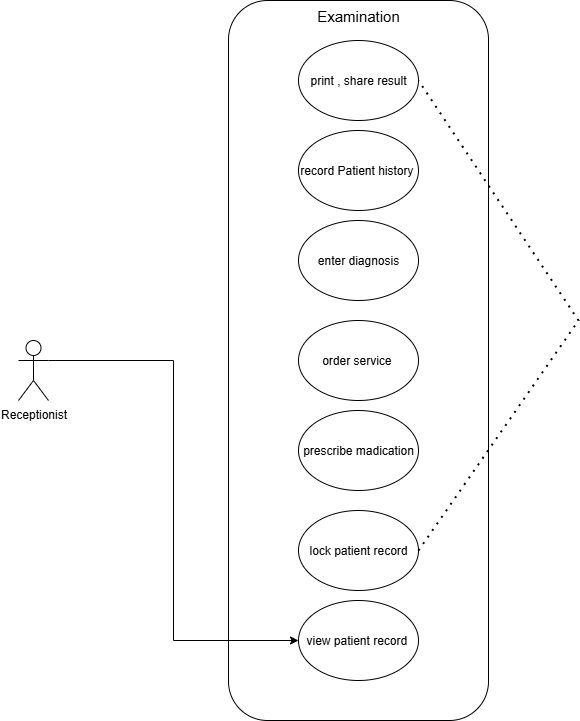 Examination
print , share result
record Patient history
enter diagnosis
order service
Receptionist
prescribe madication
lock patient record
view patient record